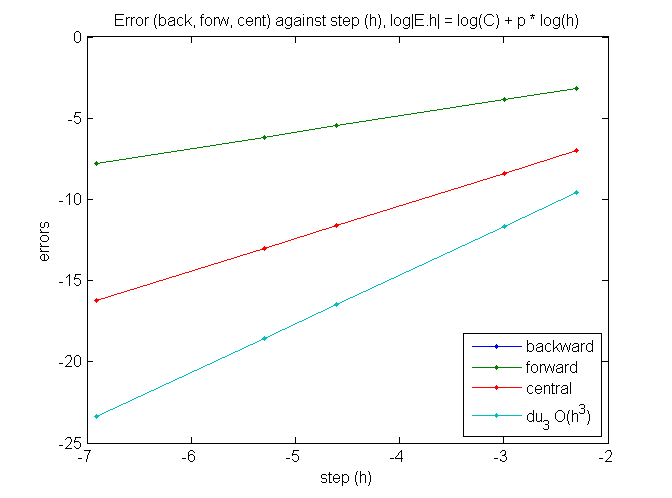 Error (back, forw, cent) against step (h), log|E.h| = log(C) + p * log(h)
0
-5
-10
-15
-20
-25
errors
-7
-6
-5
-4
-3
-2
step (h)
backward
forward
central
du₃ O(h³)